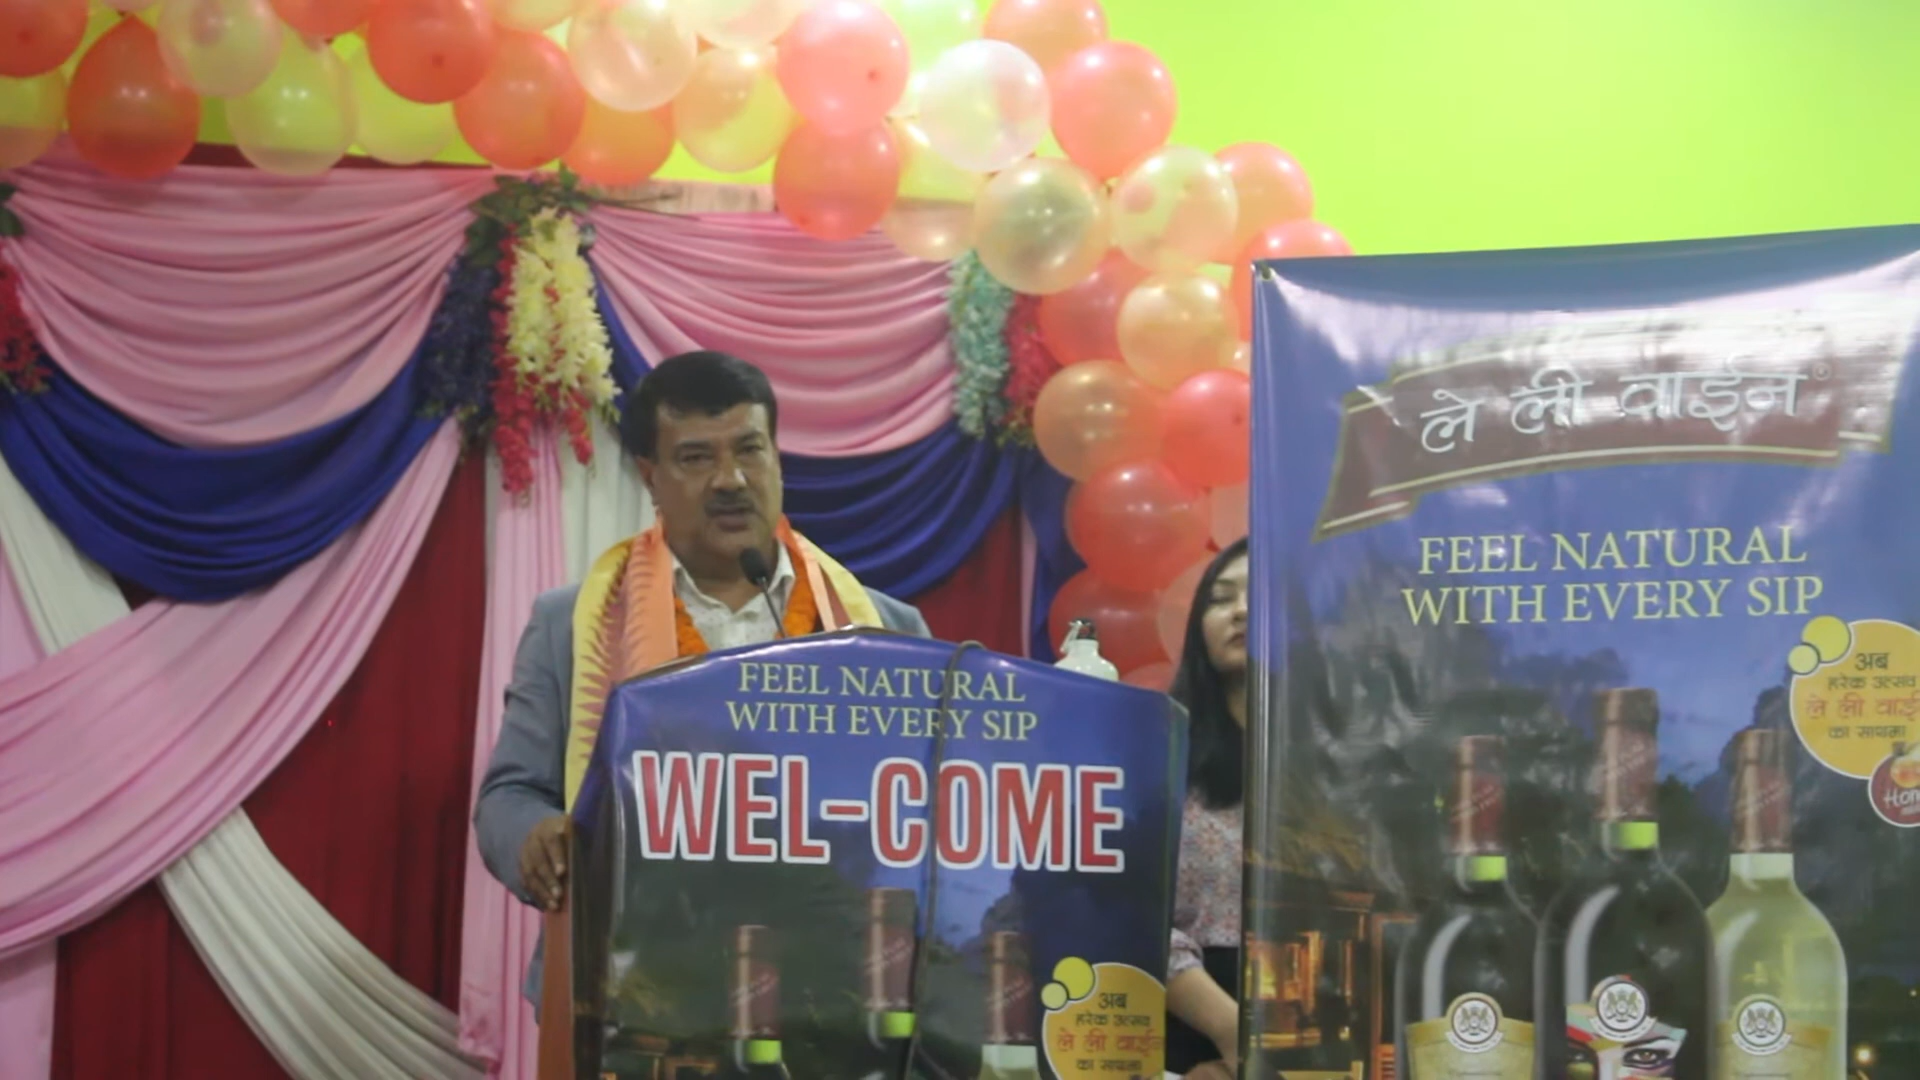 FEEL NATURAL
WITH EVERY SIP
WEL-COME
अब
हरेक उत्सव
ले ली वाईन
का साथमा
ले ली वाईन®
FEEL NATURAL
WITH EVERY SIP
अब
हरेक उत्सव
ले ली वाई
का साथमा
Hon